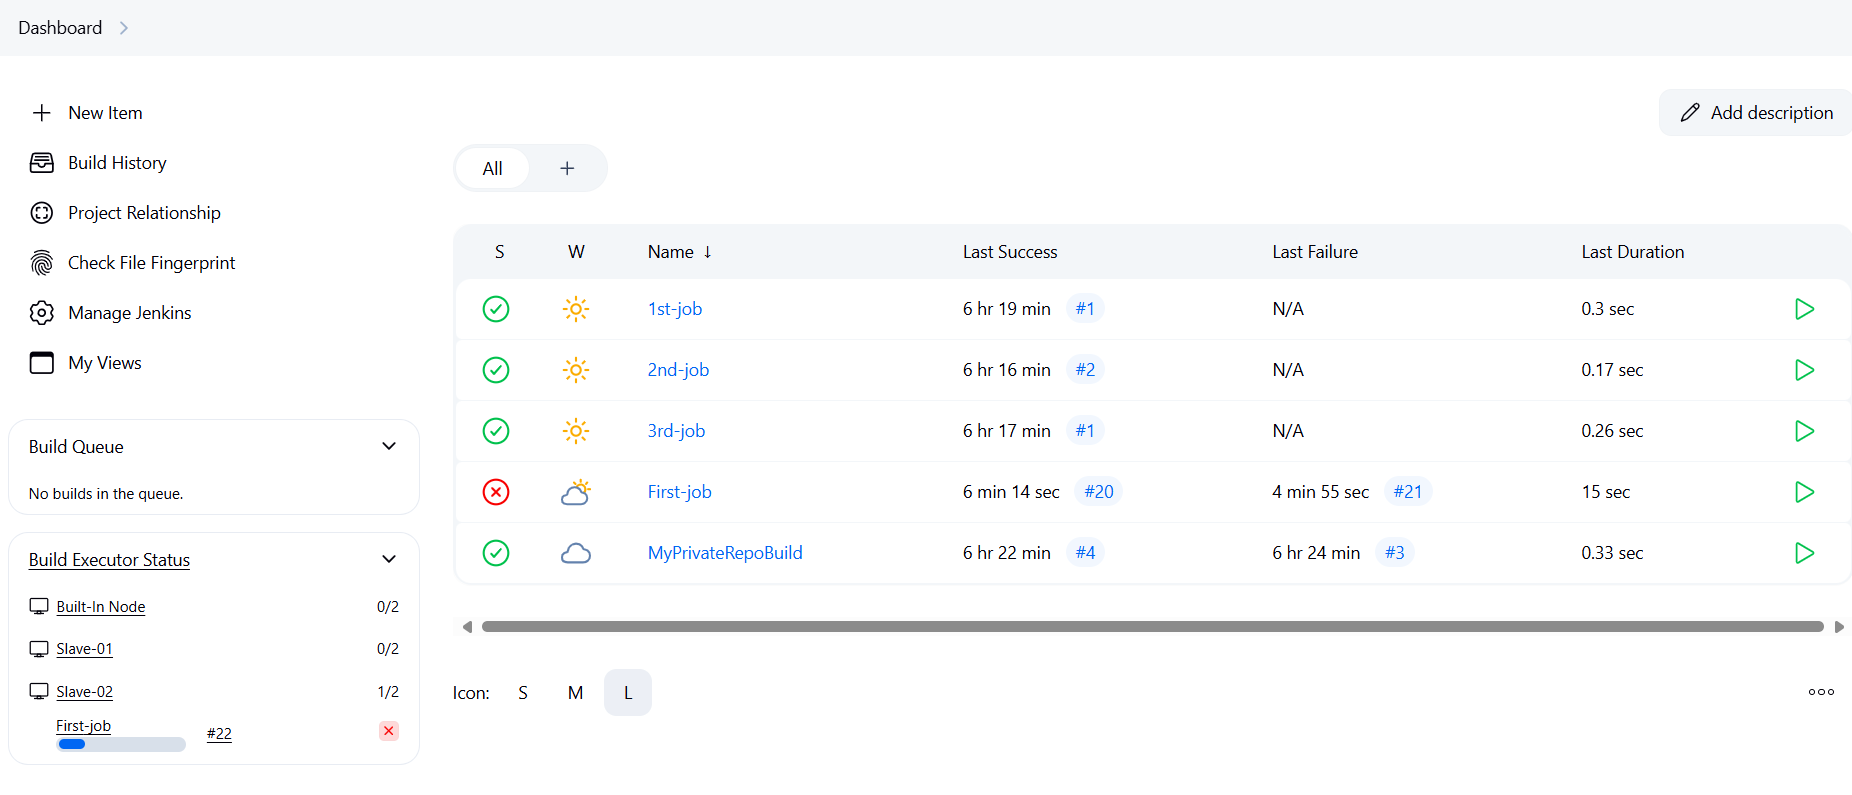 Dashboard
New Item
Build History
Project Relationship
Check File Fingerprint
Manage Jenkins
My Views
Build Queue
No builds in the queue.
Build Executor Status
Built-In Node 0/2
Slave-01 0/2
Slave-02 1/2
First-job #22
Add description
All +
S W Name ↓ Last Success Last Failure Last Duration
1st-job 6 hr 19 min #1 N/A 0.3 sec
2nd-job 6 hr 16 min #2 N/A 0.17 sec
3rd-job 6 hr 17 min #1 N/A 0.26 sec
First-job 6 min 14 sec #20 4 min 55 sec #21 15 sec
MyPrivateRepoBuild 6 hr 22 min #4 6 hr 24 min #3 0.33 sec
Icon: S M L